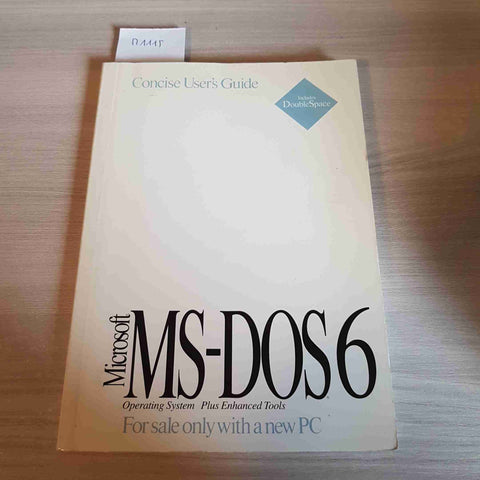 Π1115
Concise User's Guide
Includes
DoubleSpace
Microsoft
MS-DOS 6
Operating System Plus Enhanced Tools
For sale only with a new PC